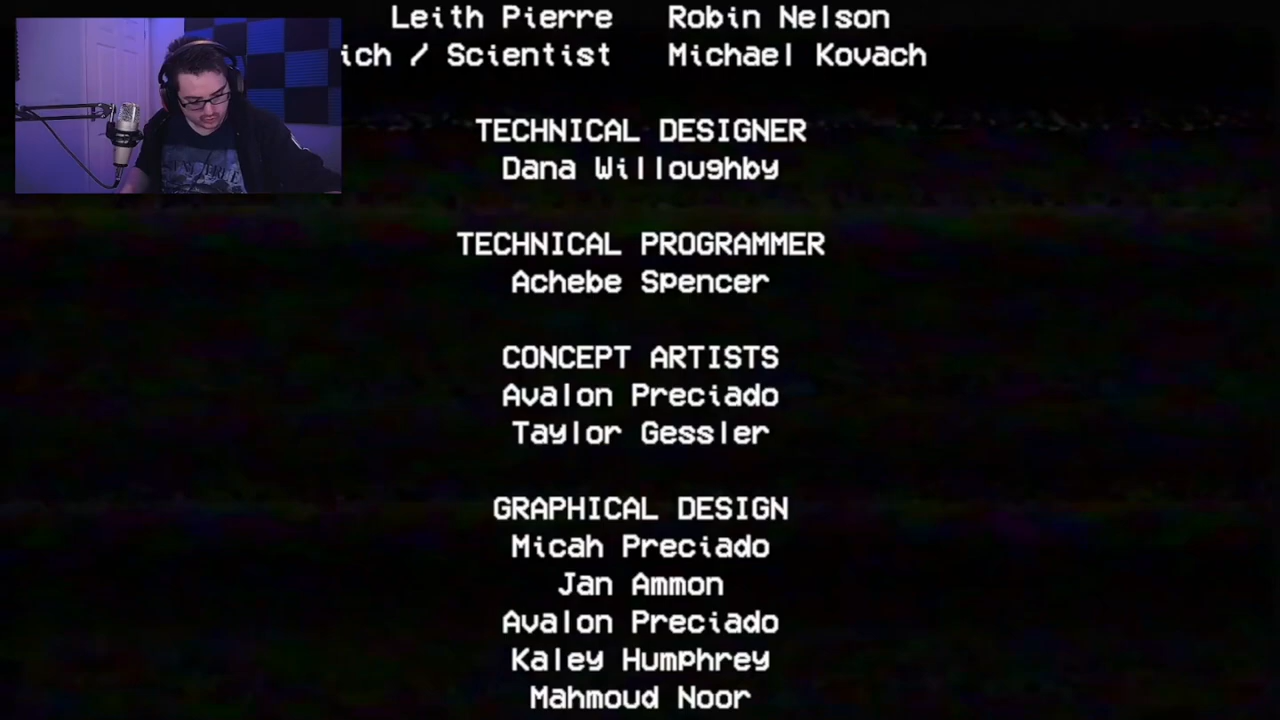 Leith Pierre Robin Nelson
/ Scientist Michael Kovach
TECHNICAL DESIGNER
Dana Willoughby
TECHNICAL PROGRAMMER
Achebe Spencer
CONCEPT ARTISTS
Avalon Preciado
Taylor Gessler
GRAPHICAL DESIGN
Micah Preciado
Jan Ammon
Avalon Preciado
Kaley Humphrey
Mahmoud Noor